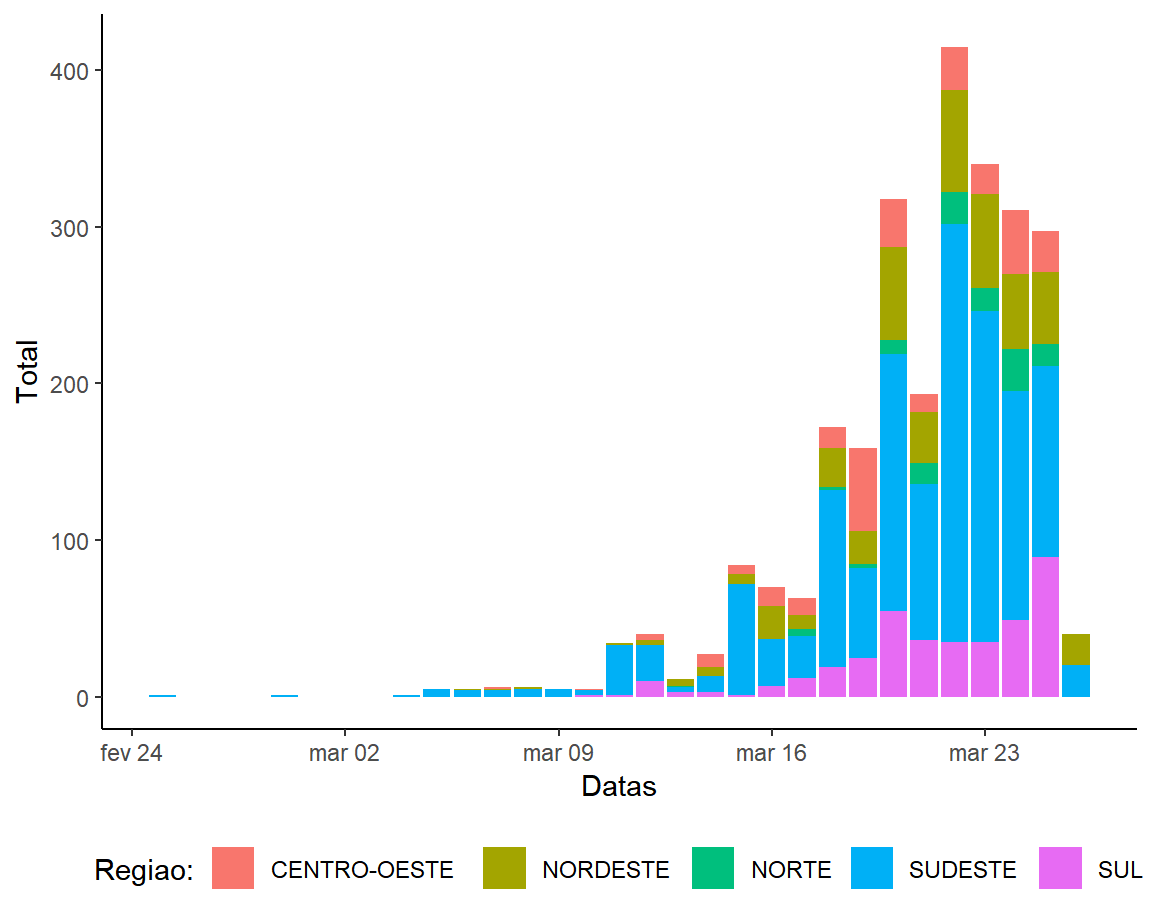 400
300
200
100
0
Total
fev 24 mar 02 mar 09 mar 16 mar 23
Datas
Regiao: CENTRO-OESTE NORDESTE NORTE SUDESTE SUL